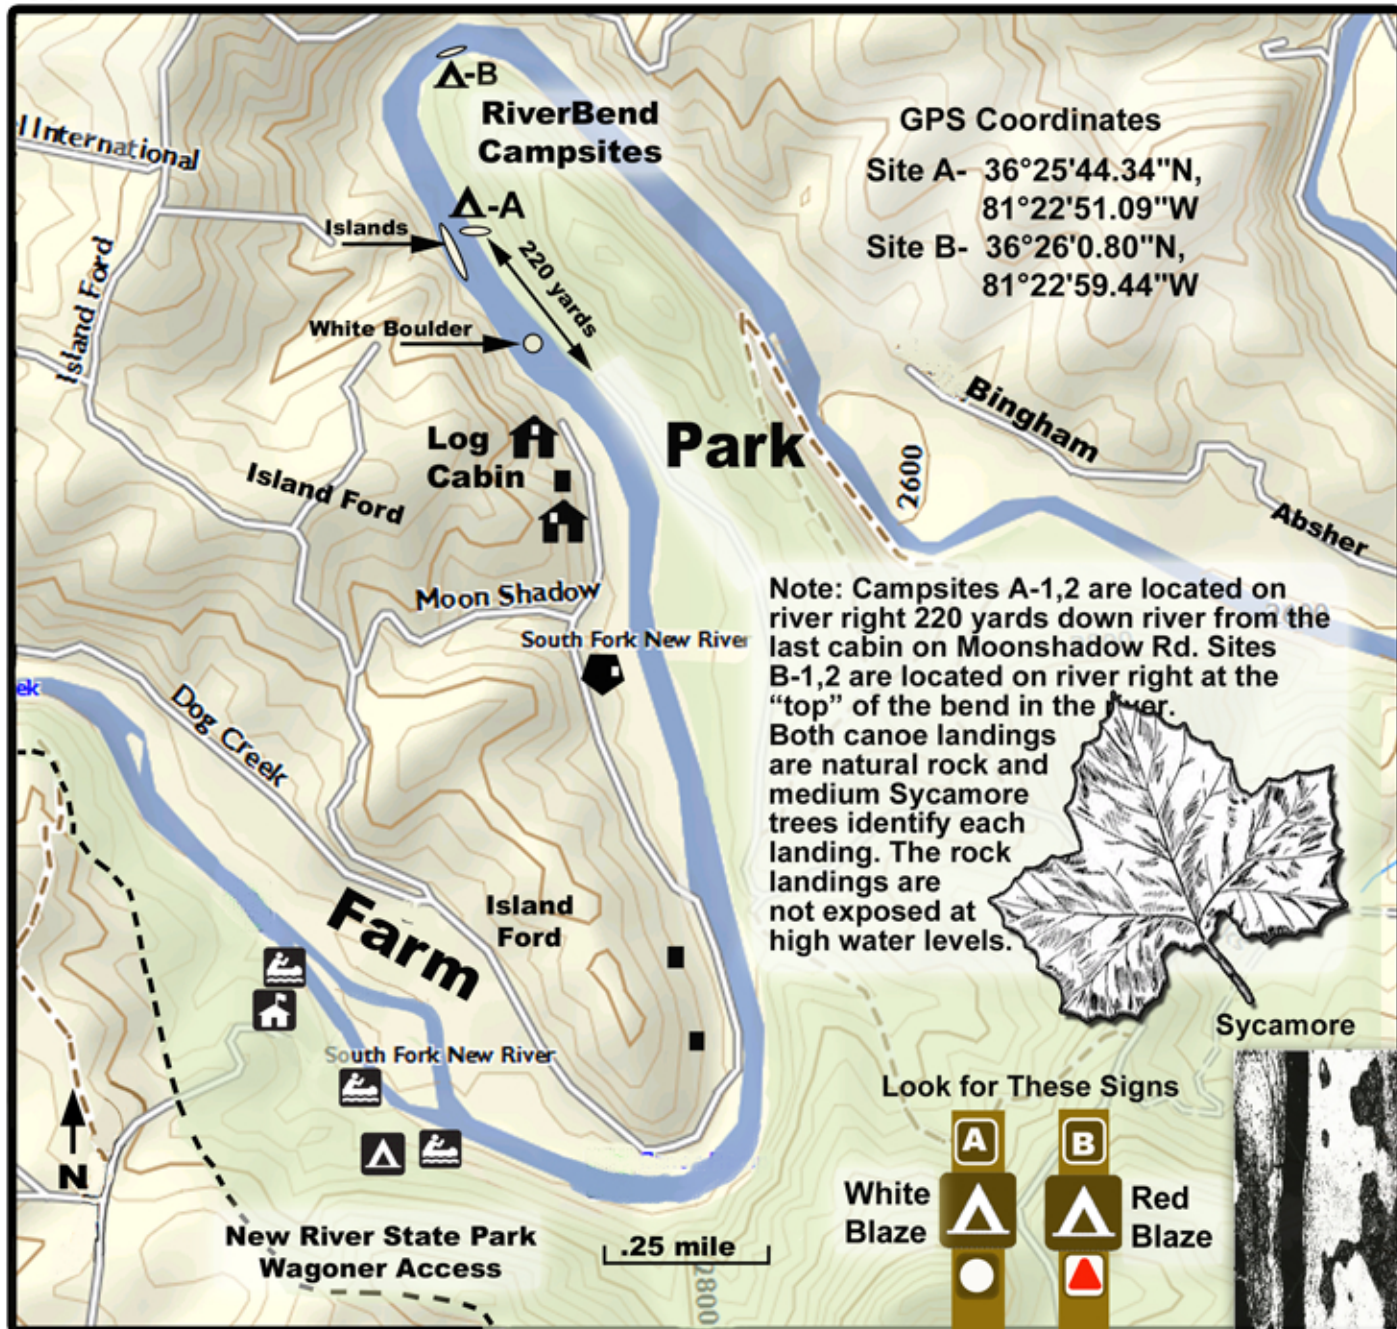 Δ-B
RiverBend
Campsites
GPS Coordinates
Site A- 36°25'44.34"N,
81°22'51.09"W
Site B- 36°26'0.80"N,
81°22'59.44"W
l International
Δ-A
Islands
220 yards
Island Ford
White Boulder
Bingham
Park
Log
Cabin
2600
Island Ford
Absher
Moon Shadow
South Fork New River
Note: Campsites A-1,2 are located on
river right 220 yards down river from the
last cabin on Moonshadow Rd. Sites
B-1,2 are located on river right at the
“top” of the bend in the river.
Both canoe landings
are natural rock and
medium Sycamore
trees identify each
landing. The rock
landings are
not exposed at
high water levels.
ek
Dog Creek
Farm
Island
Ford
Sycamore
South Fork New River
Look for These Signs
A
B
White
Blaze
Red
Blaze
N
New River State Park
Wagoner Access
.25 mile
2800